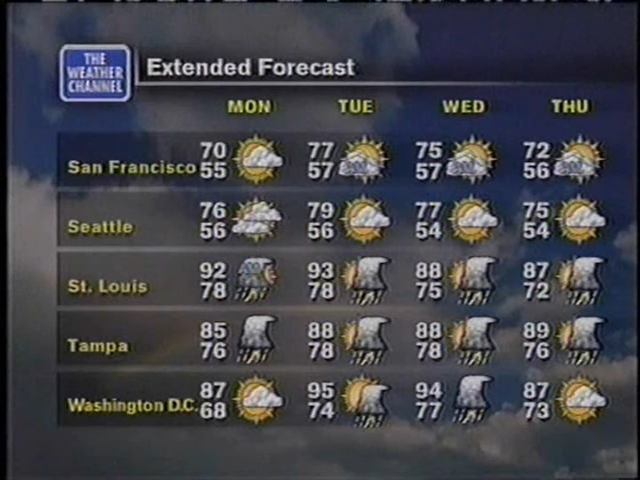 THE
WEATHER
CHANNEL
Extended Forecast
MON TUE WED THU
San Francisco 70 77 75 72
55 57 57 56
Seattle 76 79 77 75
56 56 54 54
St. Louis 92 93 88 87
78 78 75 72
Tampa 85 88 88 89
76 78 78 76
Washington D.C. 87 95 94 87
68 74 77 73